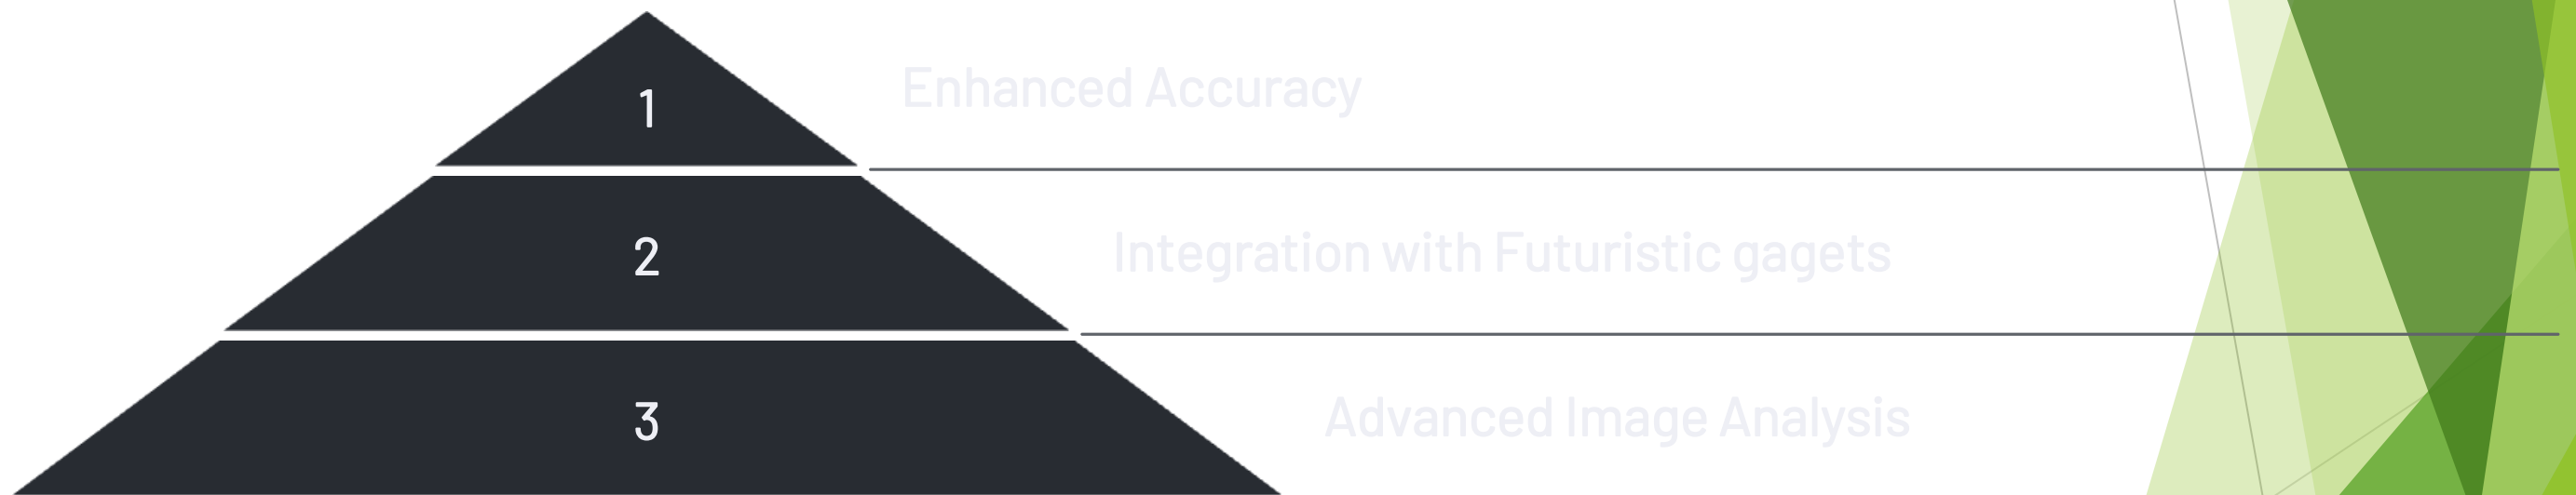 1
Enhanced Accuracy
2
Integration with Futuristic gagets
3
Advanced Image Analysis